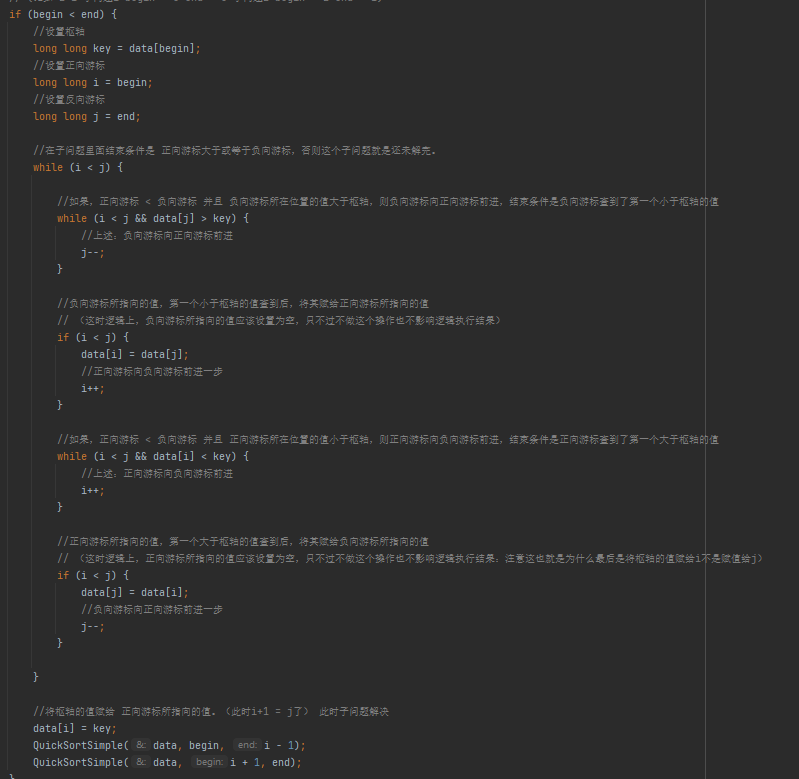 if (begin < end) {
//设置枢轴
long long key = data[begin];
//设置正向游标
long long i = begin;
//设置反向游标
long long j = end;
//在子问题里面结束条件是 正向游标大于或等于负向游标，否则这个子问题就是还未解完。
while (i < j) {
//如果，正向游标 < 负向游标 并且 负向游标所在位置的值大于枢轴，则负向游标向正向游标前进，结束条件是负向游标查到了第一个小于枢轴的值
while (i < j && data[j] > key) {
//上述：负向游标向正向游标前进
j--;
}
//负向游标所指向的值，第一个小于枢轴的值查到后，将其赋给正向游标所指向的值
// （这时逻辑上，负向游标所指向的值应该设置为空，只不过不做这个操作也不影响逻辑执行结果）
if (i < j) {
data[i] = data[j];
//正向游标向负向游标前进一步
i++;
}
//如果，正向游标 < 负向游标 并且 正向游标所在位置的值小于枢轴，则正向游标向负向游标前进，结束条件是正向游标查到了第一个大于枢轴的值
while (i < j && data[i] < key) {
//上述：正向游标向负向游标前进
i++;
}
//正向游标所指向的值，第一个大于枢轴的值查到后，将其赋给负向游标所指向的值
// （这时逻辑上，正向游标所指向的值应该设置为空，只不过不做这个操作也不影响逻辑执行结果；注意这也就是为什么最后是将枢轴的值赋给i不是赋值给j）
if (i < j) {
data[j] = data[i];
//负向游标向正向游标前进一步
j--;
}
}
//将枢轴的值赋给 正向游标所指向的值。（此时i+1 = j了） 此时子问题解决
data[i] = key;
QuickSortSimple( &: data, begin, end: i - 1);
QuickSortSimple( &: data, begin: i + 1, end);